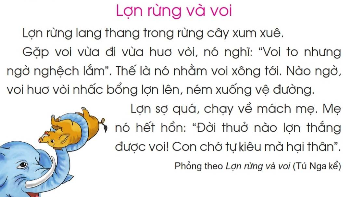 Lợn rừng và voi
Lợn rừng lang thang trong rừng cây xum xuê.
Gặp voi vừa đi vừa huơ vòi, nó nghĩ: “Voi to nhưng
ngờ nghệch lắm”. Thế là nó nhằm voi xông tới. Nào ngờ,
voi huơ vòi nhấc bổng lợn lên, ném xuống vệ đường.
Lợn sợ quá, chạy về mách mẹ. Mẹ
nó hết hồn: “Đời thuở nào lợn thắng
được voi! Con chớ tự kiêu mà hại thân”.
Phỏng theo Lợn rừng và voi (Tú Nga kể)